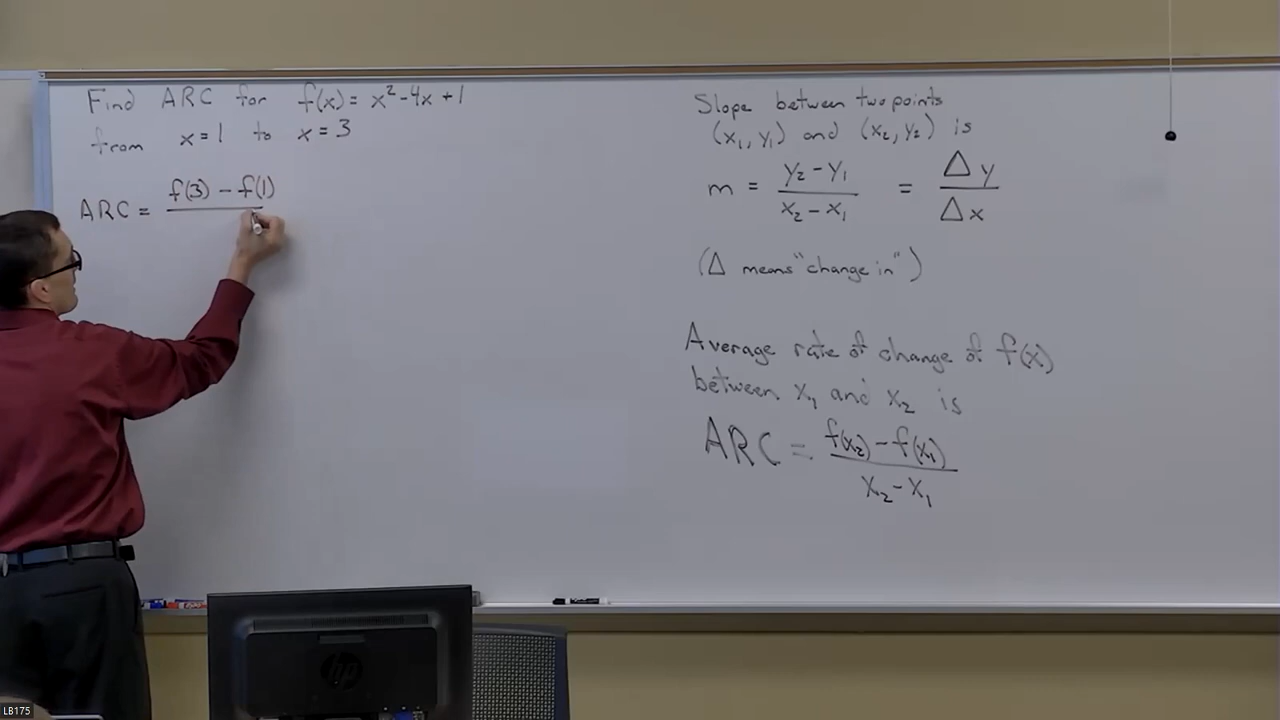 Find ARC for f(x) = x²-4x+1
from x=1 to x=3
ARC = f(3) - f(1)
Slope between two points
(x₁, y₁) and (x₂, y₂) is
m = y₂ - y₁ / x₂ - x₁ = Δy / Δx
(Δ means "change in")
Average rate of change of f(x)
between x₁ and x₂ is
ARC = f(x₂) - f(x₁) / x₂ - x₁
hp
LB175